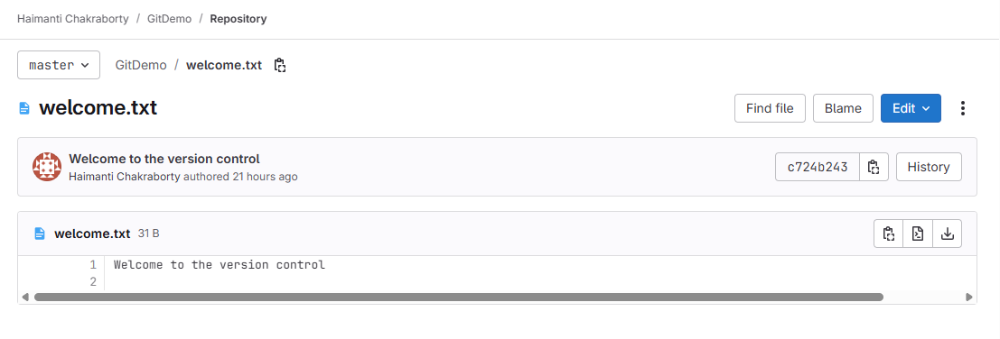 Haimanti Chakraborty / GitDemo / Repository
master GitDemo / welcome.txt
welcome.txt Find file Blame Edit
Welcome to the version control
Haimanti Chakraborty authored 21 hours ago
c724b243 History
welcome.txt 31 B
1 Welcome to the version control
2